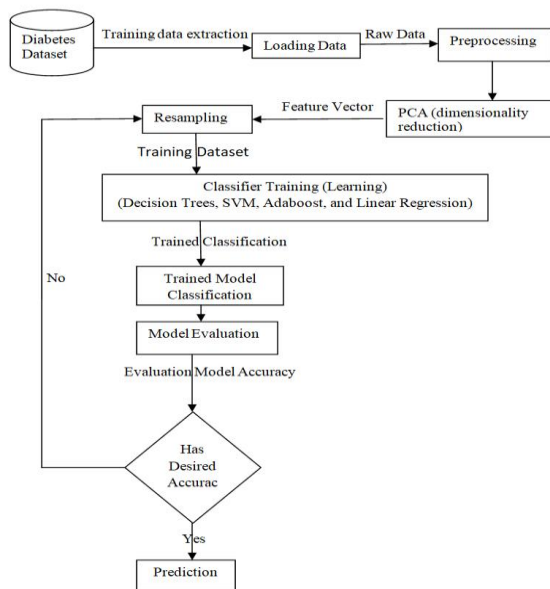 Diabetes
Dataset
Training data extraction
Loading Data
Raw Data
Preprocessing
PCA (dimensionality
reduction)
Feature Vector
Resampling
Training Dataset
Classifier Training (Learning)
(Decision Trees, SVM, Adaboost, and Linear Regression)
Trained Classification
No
Trained Model
Classification
Model Evaluation
Evaluation Model Accuracy
Has
Desired
Accurac
Yes
Prediction